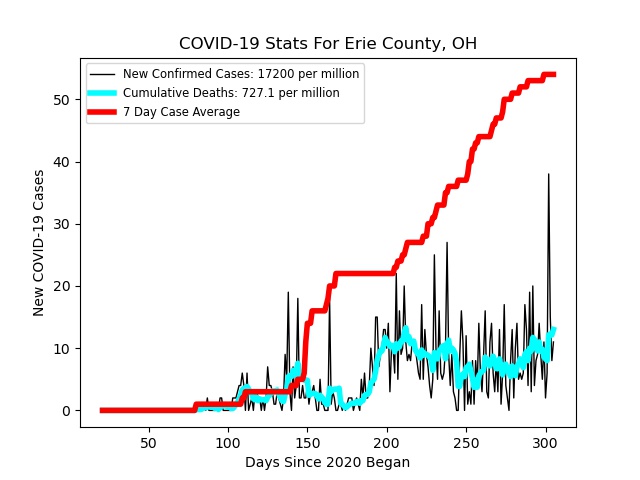 COVID-19 Stats For Erie County, OH
New Confirmed Cases: 17200 per million
Cumulative Deaths: 727.1 per million
7 Day Case Average
New COVID-19 Cases
50
40
30
20
10
0
50 100 150 200 250 300
Days Since 2020 Began